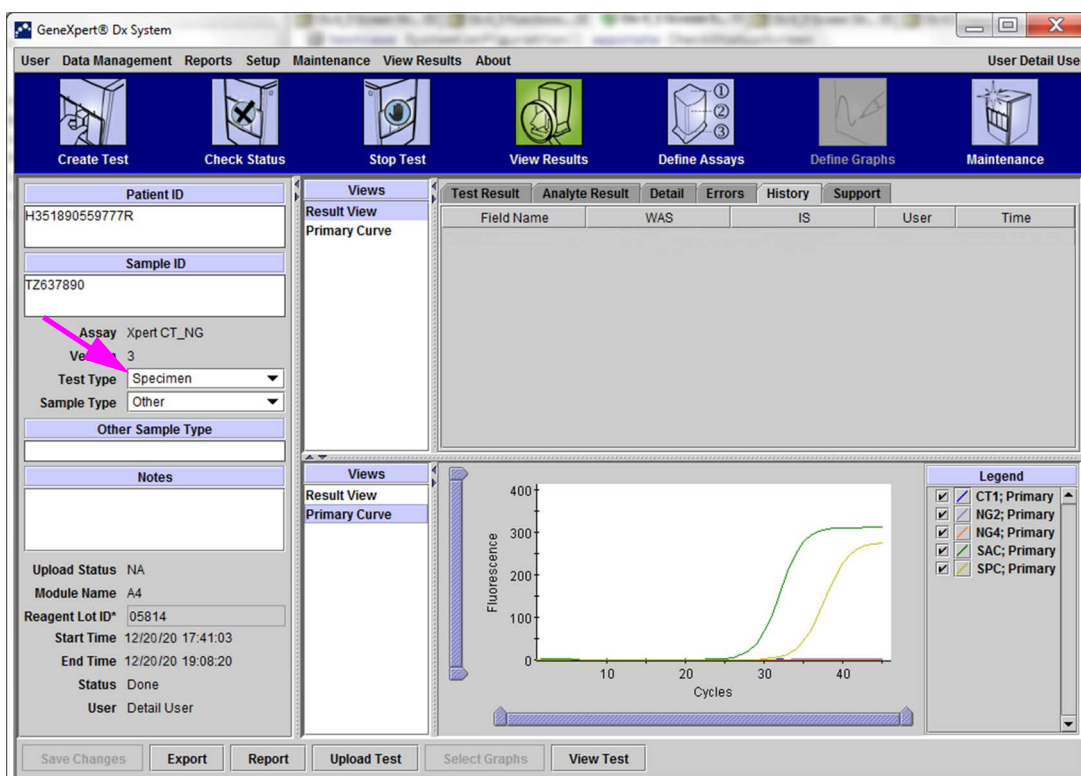 GeneXpert® Dx System
User Data Management Reports Setup Maintenance View Results About User Detail Use
Create Test Check Status Stop Test View Results Define Assays Define Graphs Maintenance
Patient ID
H351890559777R
Sample ID
TZ637890
Assay Xpert CT_NG
3
Test Type Specimen
Sample Type Other
Other Sample Type
Notes
Upload Status NA
Module Name A4
Reagent Lot ID* 05814
Start Time 12/20/20 17:41:03
End Time 12/20/20 19:08:20
Status Done
User Detail User
Views
Result View
Primary Curve
Test Result Analyte Result Detail Errors History Support
Field Name WAS IS User Time
Views
Result View
Primary Curve
400
300
200
100
0
10 20 30 40
Fluorescence
Cycles
Legend
CT1; Primary
NG2; Primary
NG4; Primary
SAC; Primary
SPC; Primary
Save Changes Export Report Upload Test Select Graphs View Test